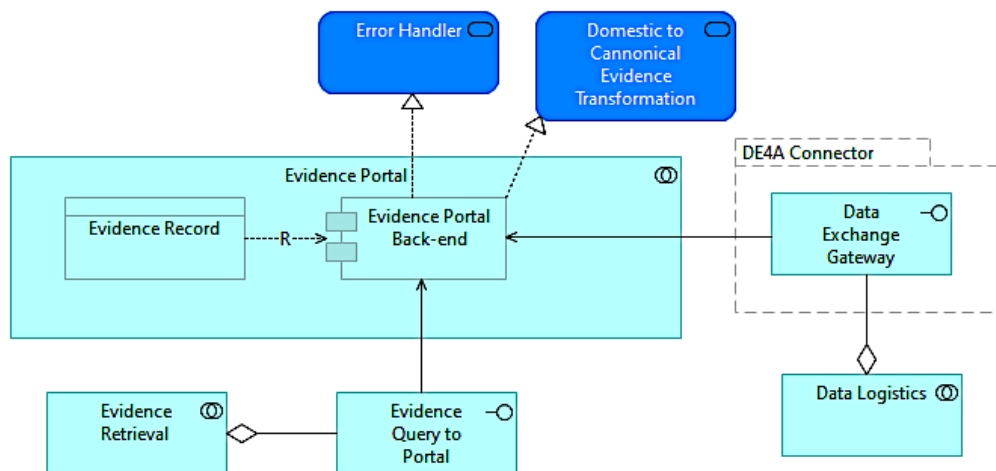 Error Handler
Domestic to
Cannonical
Evidence
Transformation
DE4A Connector
Evidence Portal
Evidence Record
R
Evidence Portal
Back-end
Data
Exchange
Gateway
Evidence
Retrieval
Evidence
Query to
Portal
Data Logistics